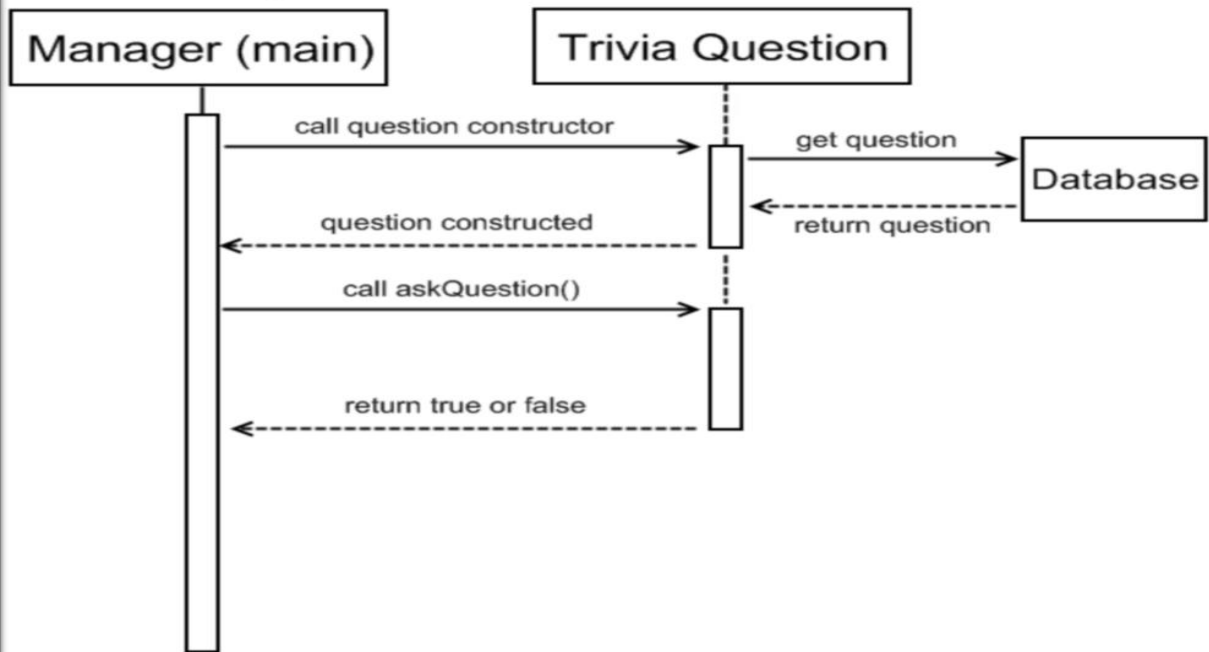 Manager (main)
Trivia Question
call question constructor
get question
Database
question constructed
return question
call askQuestion()
return true or false